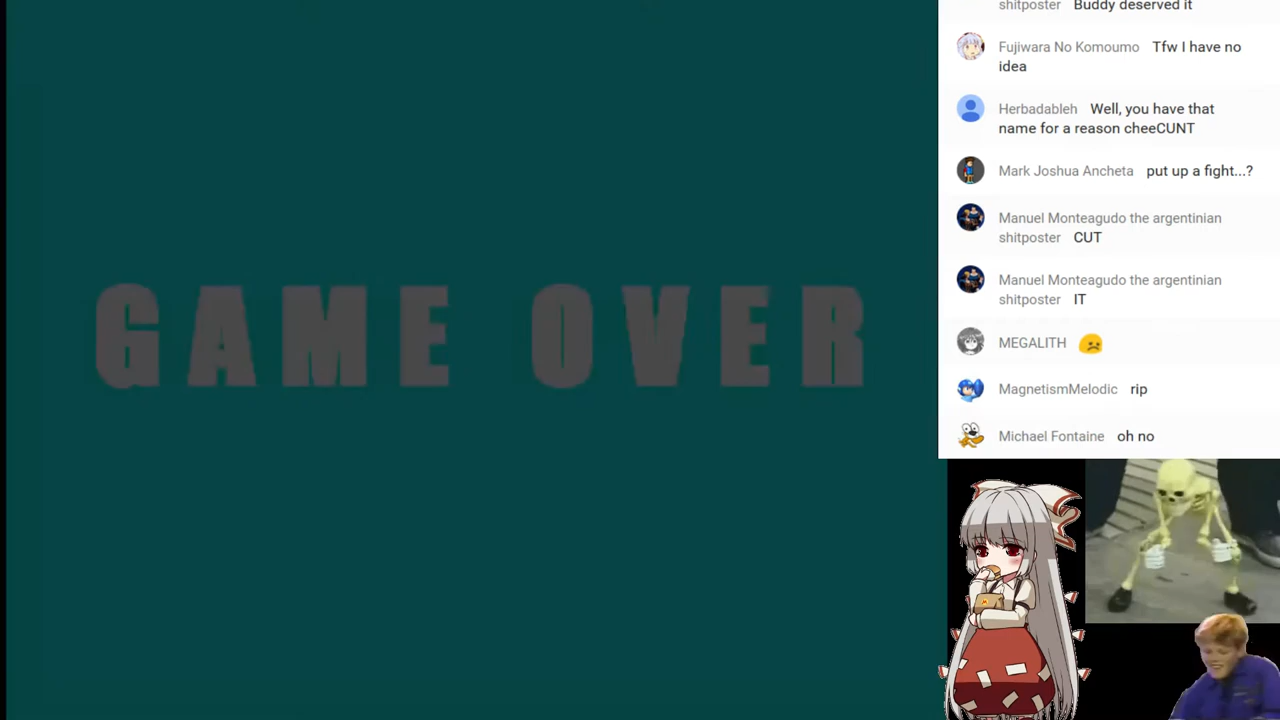 GAME OVER
shitposter Buddy deserved it
Fujiwara No Komoumo Tfw I have no
idea
Herbadableh Well, you have that
name for a reason cheeCUNT
Mark Joshua Ancheta put up a fight...?
Manuel Monteagudo the argentinian
shitposter CUT
Manuel Monteagudo the argentinian
shitposter IT
MEGALITH
MagnetismMelodic rip
Michael Fontaine oh no